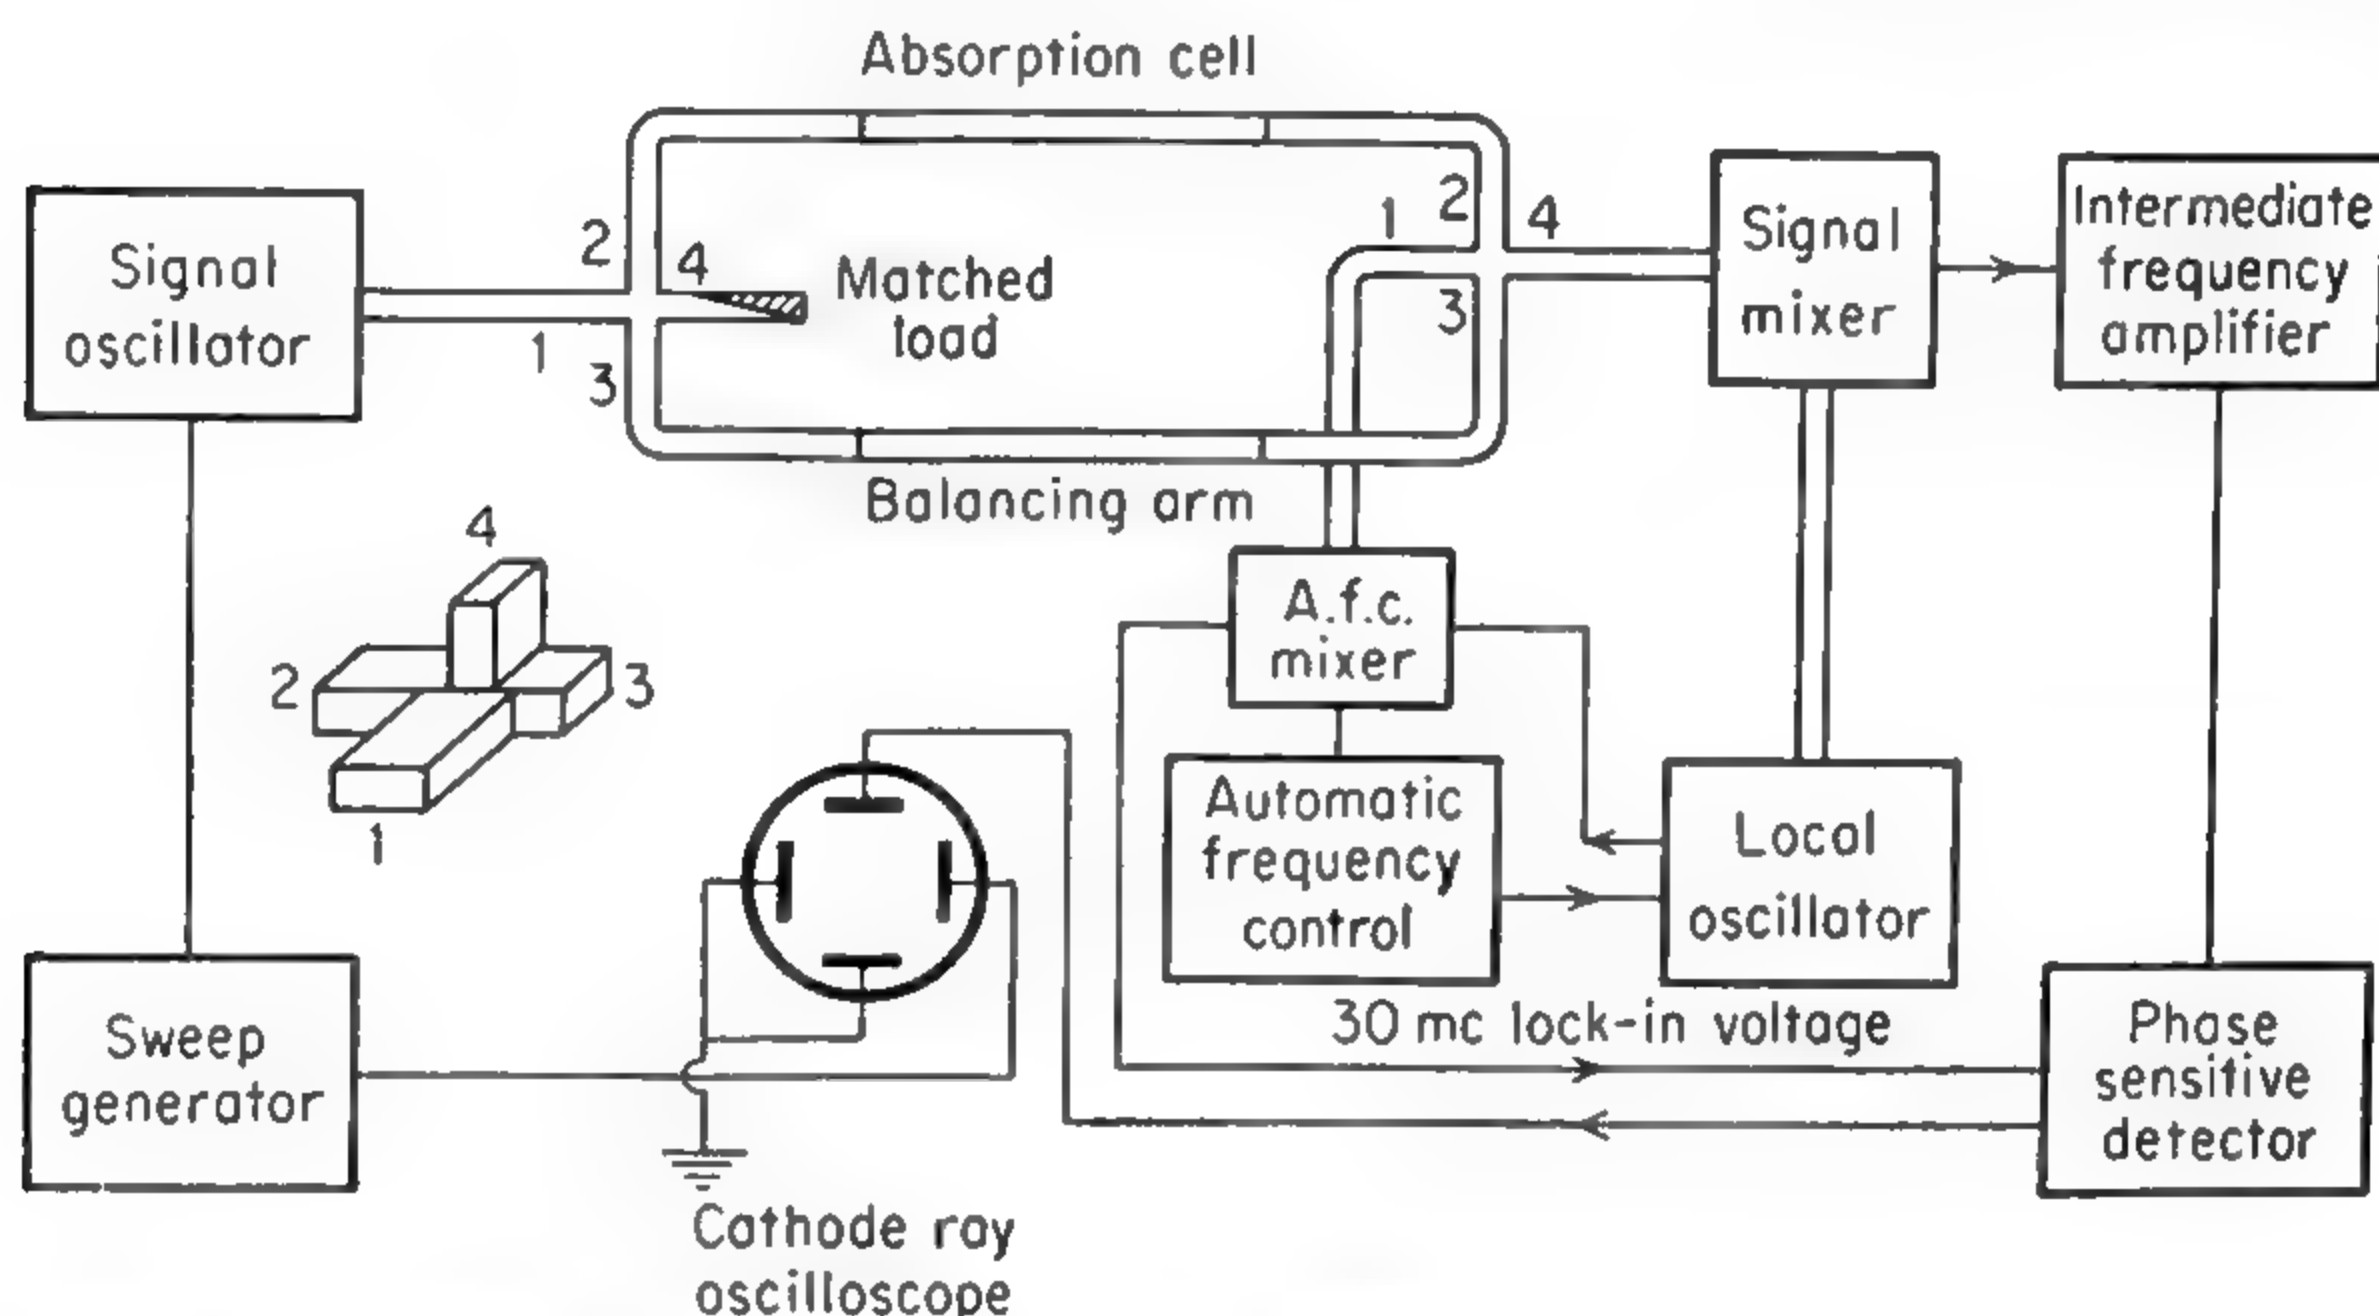 Absorption cell
Signal
oscillator
1
2
3
4
Matched
load
1
2
3
4
Signal
mixer
Intermediate
frequency
amplifier
Balancing arm
4
2
3
1
A.f.c.
mixer
Automatic
frequency
control
Local
oscillator
30 mc lock-in voltage
Sweep
generator
Phase
sensitive
detector
Cathode ray
oscilloscope